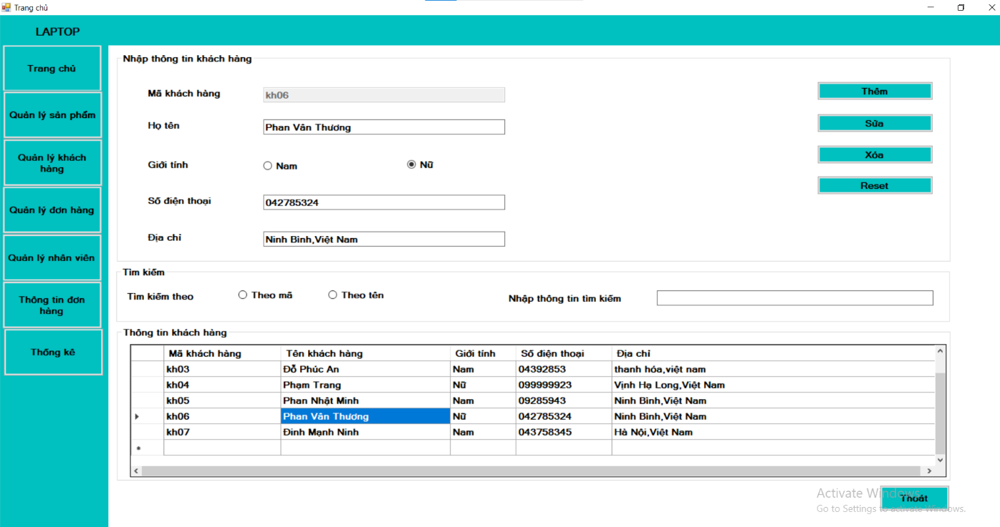 Trang chủ
LAPTOP
Trang chủ
Quản lý sản phẩm
Quản lý khách
hàng
Quản lý đơn hàng
Quản lý nhân viên
Thông tin đơn
hàng
Thống kê
Nhập thông tin khách hàng
Mã khách hàng kh06
Họ tên Phan Vân Thương
Giới tính Nam Nữ
Số điện thoại 042785324
Địa chỉ Ninh Bình,Việt Nam
Thêm
Sửa
Xóa
Reset
Tìm kiếm
Tìm kiếm theo Theo mã Theo tên Nhập thông tin tìm kiếm
Thông tin khách hàng
Mã khách hàng Tên khách hàng Giới tính Số điện thoại Địa chỉ
kh03 Đỗ Phúc An Nam 04392853 thanh hóa,việt nam
kh04 Phạm Trang Nữ 099999923 Vịnh Hạ Long,Việt Nam
kh05 Phan Nhật Minh Nam 09285943 Ninh Bình,Việt Nam
kh06 Phan Vân Thương Nữ 042785324 Ninh Bình,Việt Nam
kh07 Đinh Mạnh Ninh Nam 043758345 Hà Nội,Việt Nam
Thoát
Activate Windows
Go to Settings to activate Windows.